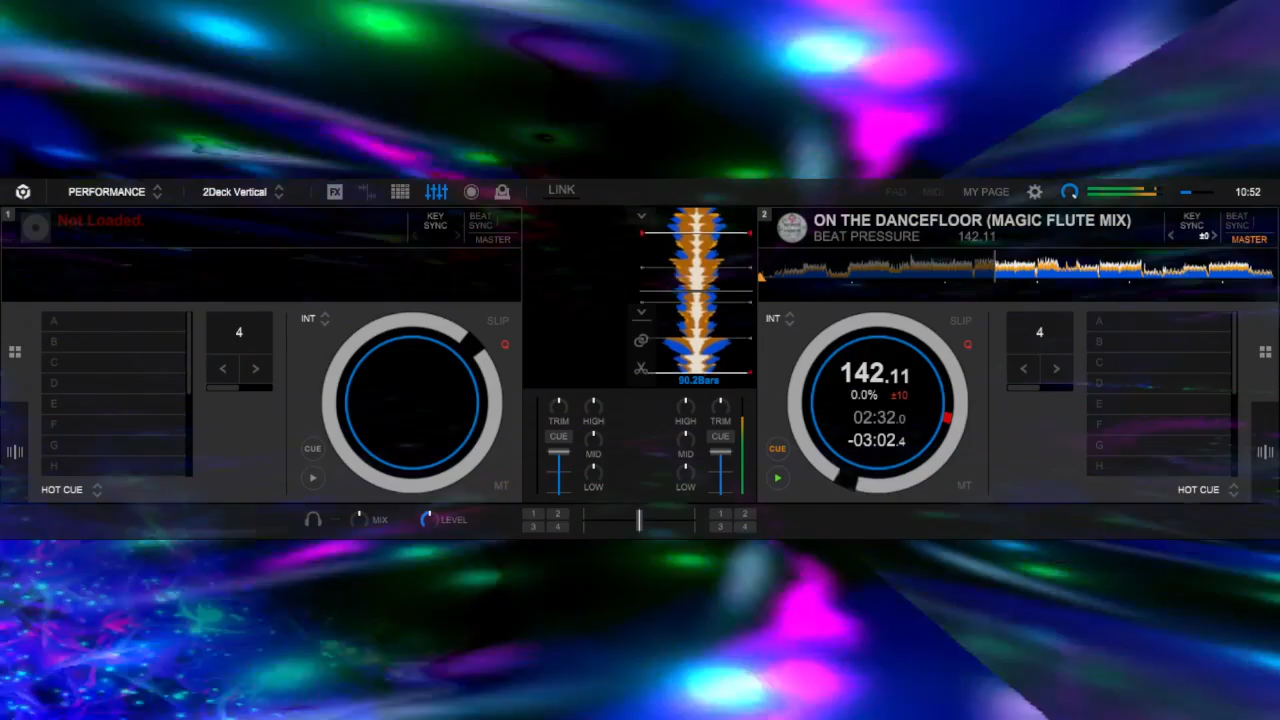 PERFORMANCE 2Deck Vertical FX LINK PAD MIDI MY PAGE 10:52
1 Not Loaded. KEY SYNC BEAT SYNC MASTER
2 ON THE DANCEFLOOR (MAGIC FLUTE MIX) KEY SYNC BEAT SYNC
BEAT PRESSURE 142.11 ±0 MASTER
A
B
C
D
E
F
G
H
HOT CUE
4
INT
SLIP
Q
CUE
MT
90.2Bars
TRIM HIGH HIGH TRIM
CUE MID MID CUE
LOW LOW
INT
SLIP
Q
142.11
0.0% ±10
02:32.0
-03:02.4
CUE
MT
4
A
B
C
D
E
F
G
H
HOT CUE
MIX LEVEL
1 2 1 2
3 4 3 4